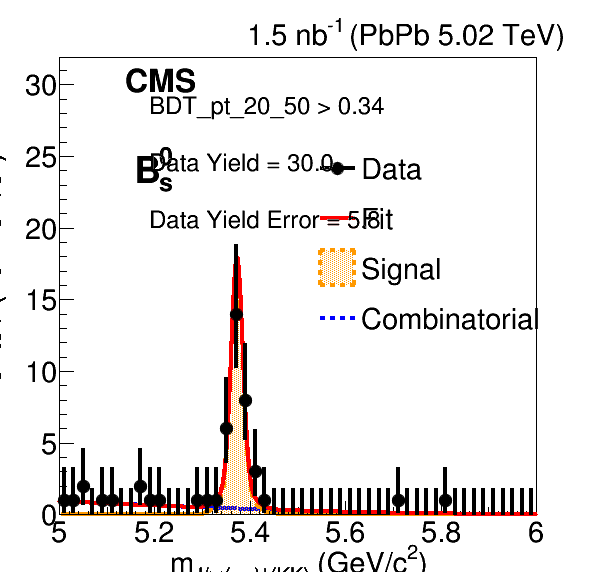 1.5 nb⁻¹ (PbPb 5.02 TeV)
CMS
BDT_pt_20_50 > 0.34
B⁰s
Data Yield = 30.0
Data Yield Error = 5.8
Data
Fit
Signal
Combinatorial
30
25
20
15
10
5
0
5 5.2 5.4 5.6 5.8 6
m (GeV/c²)